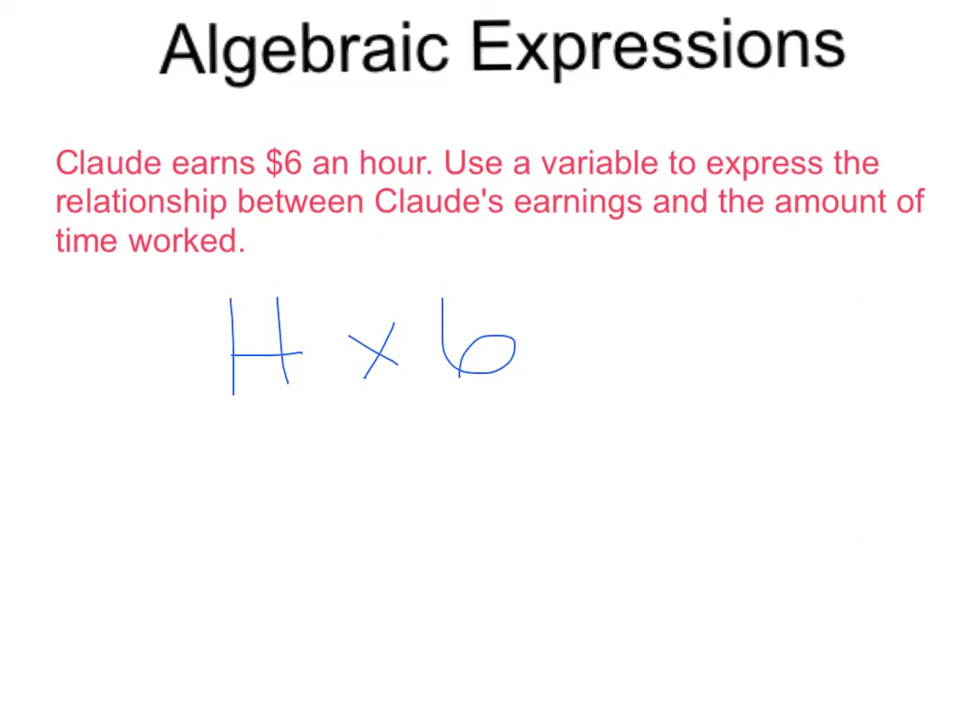 Algebraic Expressions
Claude earns $6 an hour. Use a variable to express the
relationship between Claude's earnings and the amount of
time worked.
H x 6